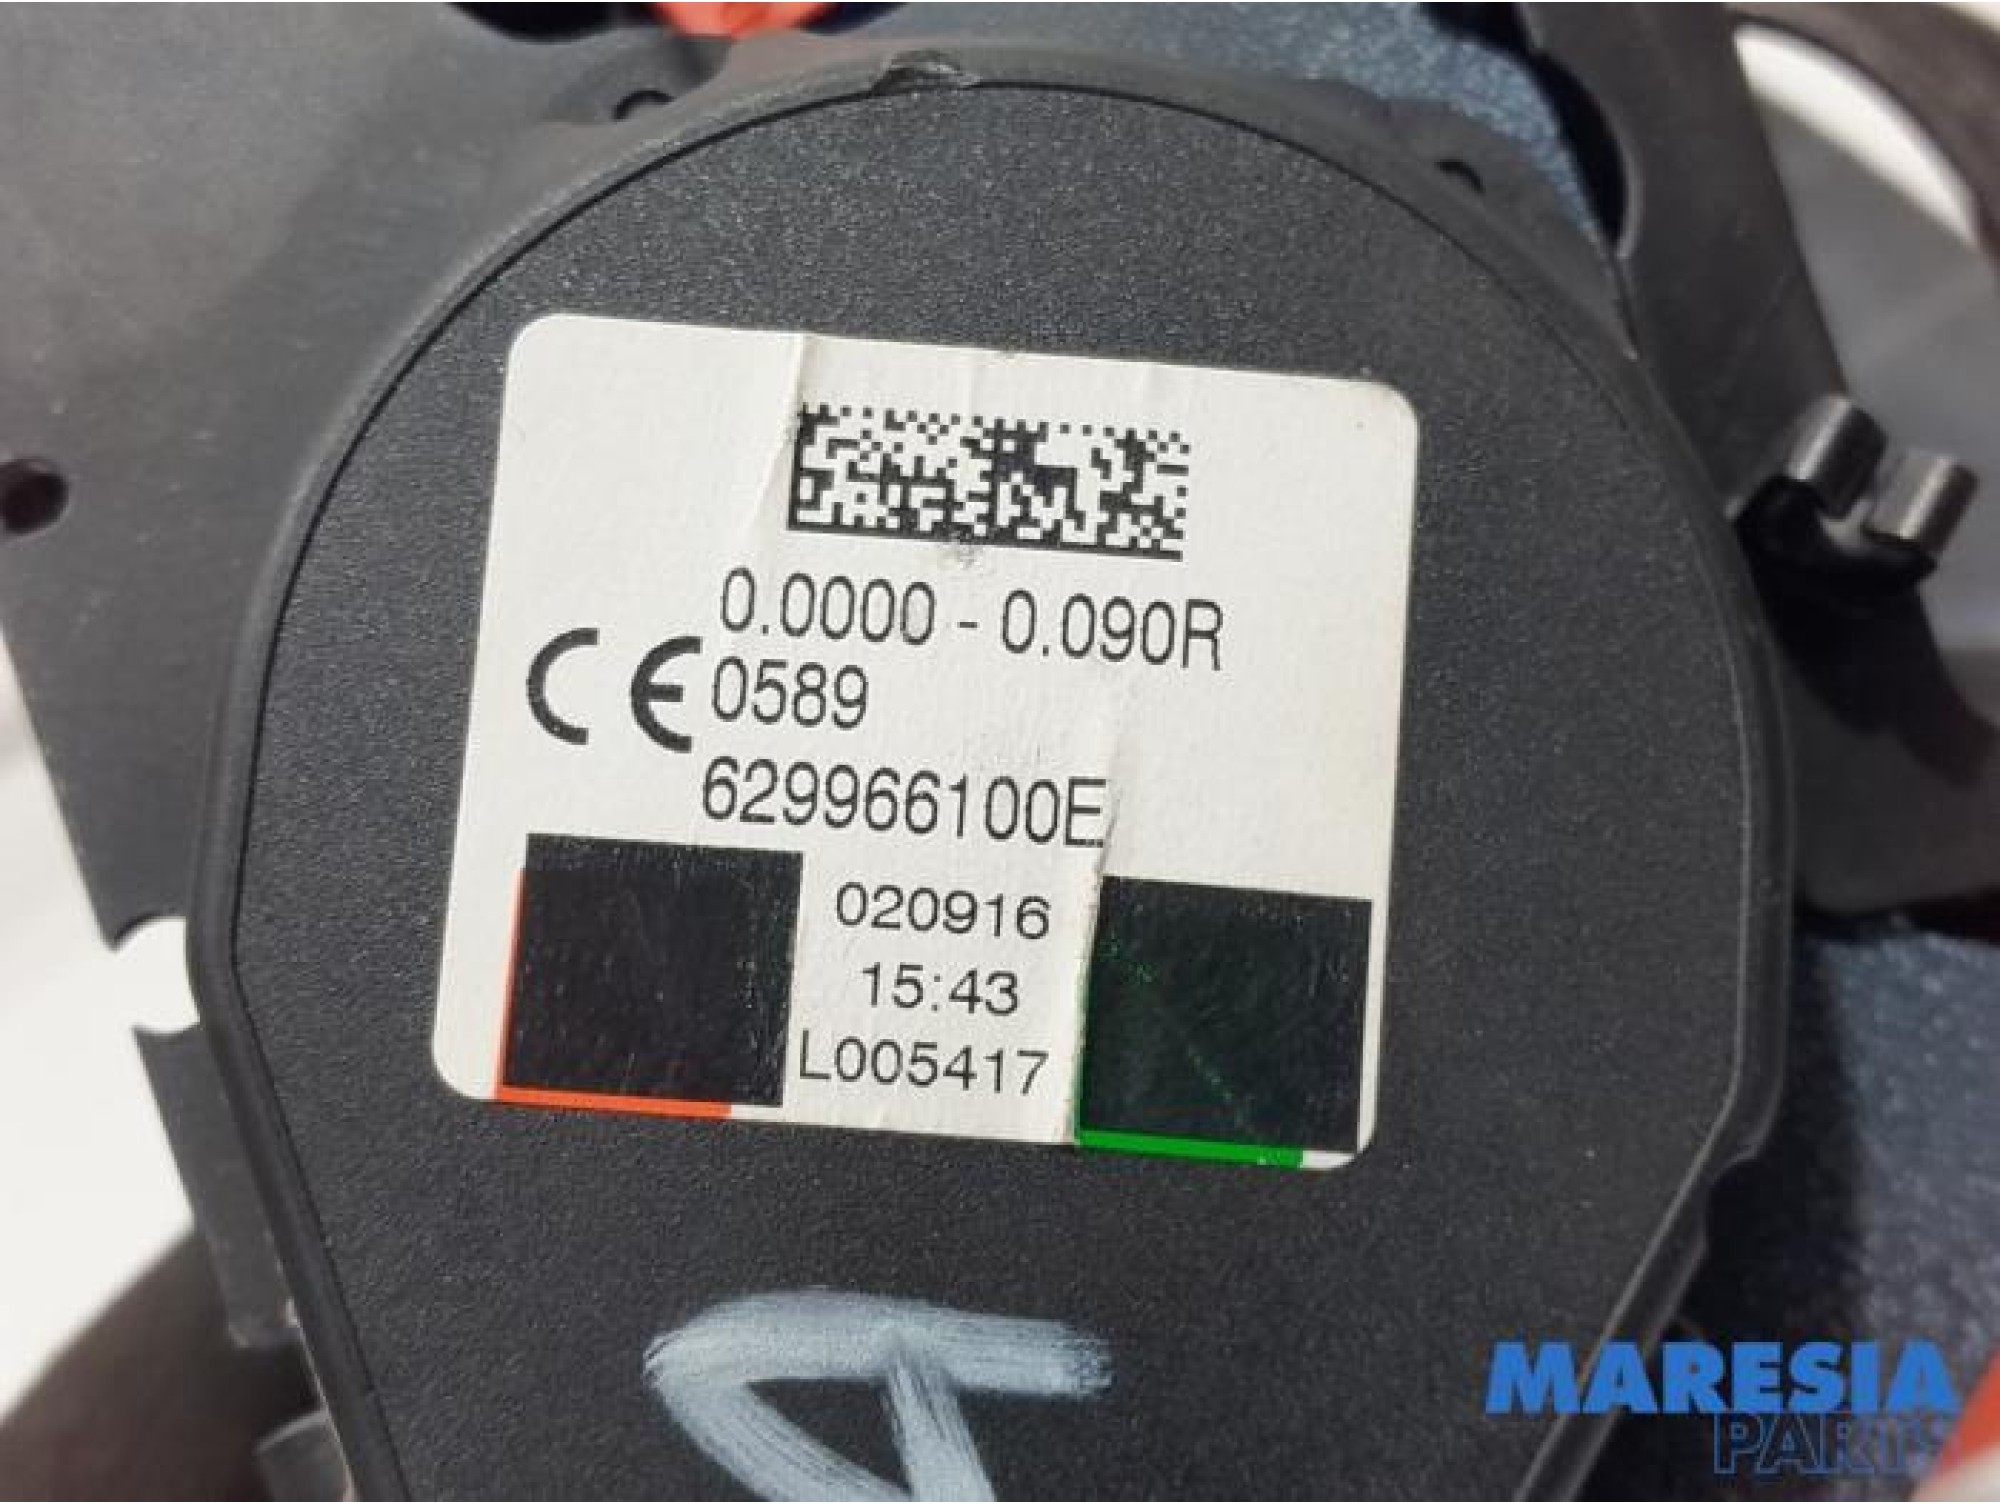 0.0000 - 0.090R
CE 0589
629966100E
020916
15:43
L005417
MARESIA
PARTS